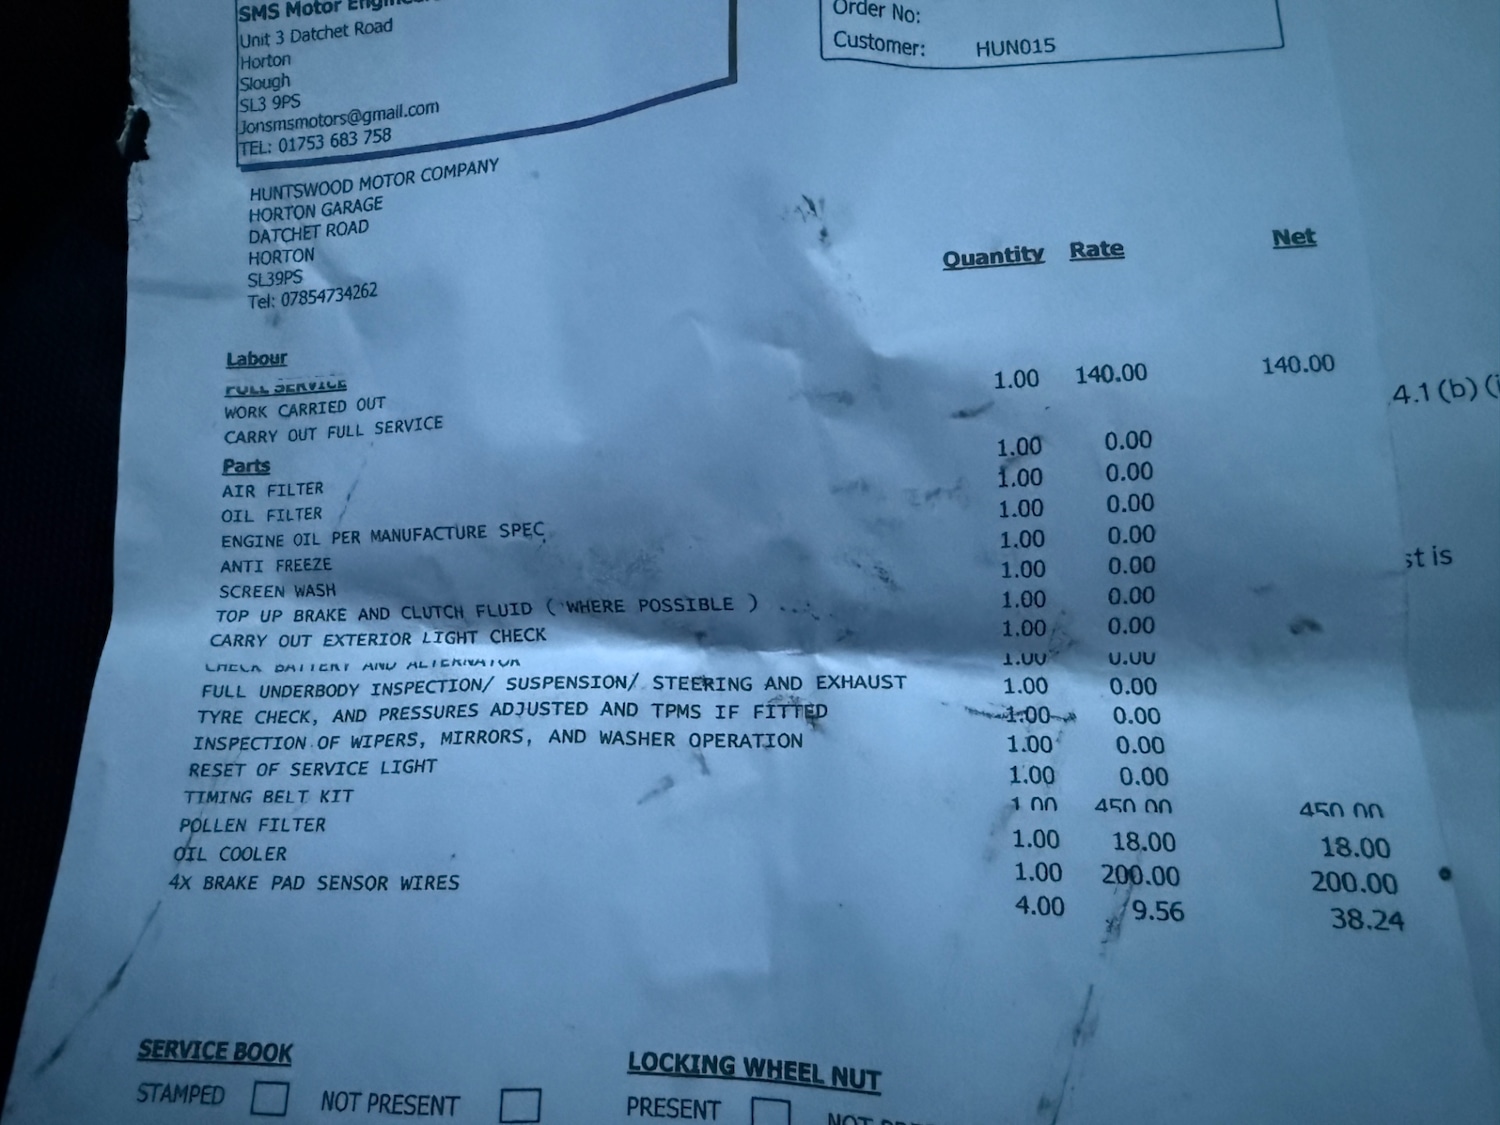 SMS Motor
Unit 3 Datchet Road
Horton
Slough
SL3 9PS
Jonsmsmotors@gmail.com
TEL: 01753 683 758
Order No:
Customer: HUN015
HUNTSWOOD MOTOR COMPANY
HORTON GARAGE
DATCHET ROAD
HORTON
SL39PS
Tel: 07854734262
Quantity Rate Net
Labour
FULL SERVICE 1.00 140.00 140.00
WORK CARRIED OUT
CARRY OUT FULL SERVICE 1.00 0.00
Parts
AIR FILTER 1.00 0.00
OIL FILTER 1.00 0.00
ENGINE OIL PER MANUFACTURE SPEC 1.00 0.00
ANTI FREEZE 1.00 0.00
SCREEN WASH 1.00 0.00
TOP UP BRAKE AND CLUTCH FLUID ( WHERE POSSIBLE ) 1.00 0.00
CARRY OUT EXTERIOR LIGHT CHECK 1.00 0.00
CHECK BATTERY AND ALTERNATOR 1.00 0.00
FULL UNDERBODY INSPECTION/ SUSPENSION/ STEERING AND EXHAUST 1.00 0.00
TYRE CHECK, AND PRESSURES ADJUSTED AND TPMS IF FITTED 1.00 0.00
INSPECTION OF WIPERS, MIRRORS, AND WASHER OPERATION 1.00 0.00
RESET OF SERVICE LIGHT
TIMING BELT KIT 1.00 450.00 450.00
POLLEN FILTER 1.00 18.00 18.00
OIL COOLER 1.00 200.00 200.00
4X BRAKE PAD SENSOR WIRES 4.00 9.56 38.24
4.1 (b)
st is
SERVICE BOOK
STAMPED NOT PRESENT
LOCKING WHEEL NUT
PRESENT NOT